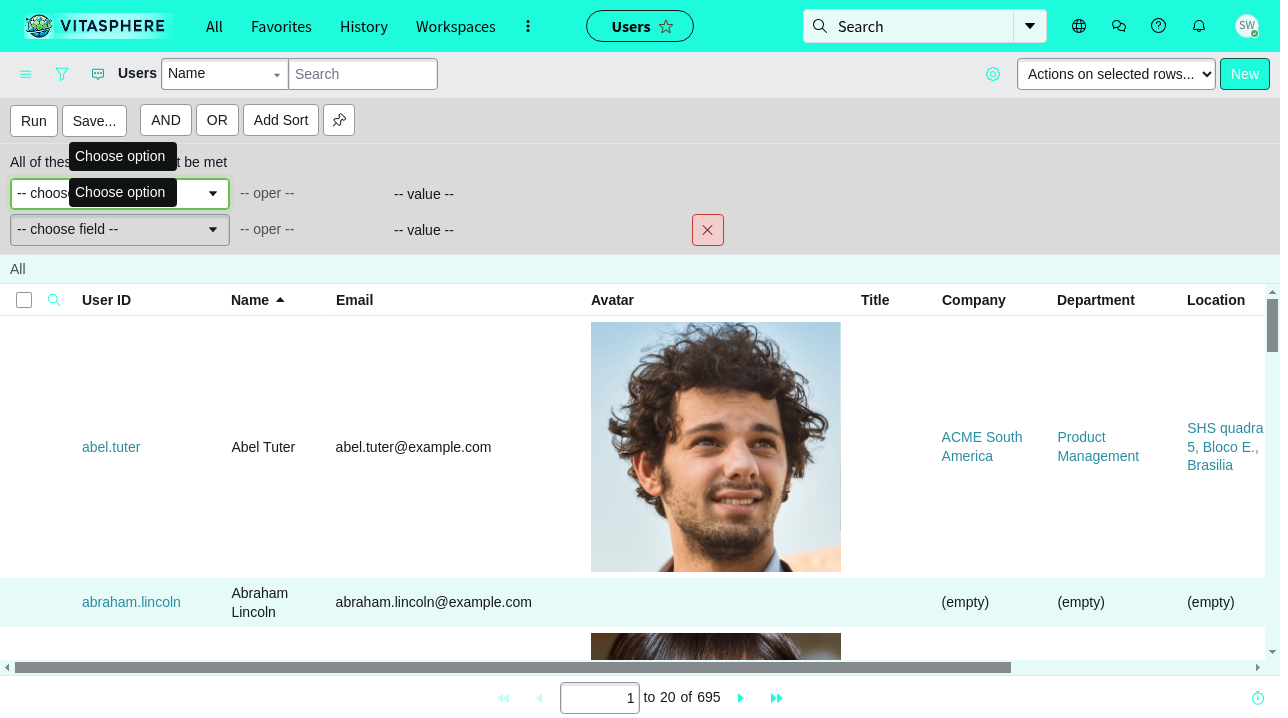 VITASPHERE All Favorites History Workspaces Users Search SW
Users Name Search Actions on selected rows... New
Run Save... AND OR Add Sort
Choose option
All of these t be met
Choose option
-- choose -- oper -- -- value --
-- choose field -- -- oper -- -- value --
All
User ID Name Email Avatar Title Company Department Location
abel.tuter Abel Tuter abel.tuter@example.com ACME South America Product Management SHS quadra 5, Bloco E., Brasilia
abraham.lincoln Abraham Lincoln abraham.lincoln@example.com (empty) (empty) (empty)
1 to 20 of 695